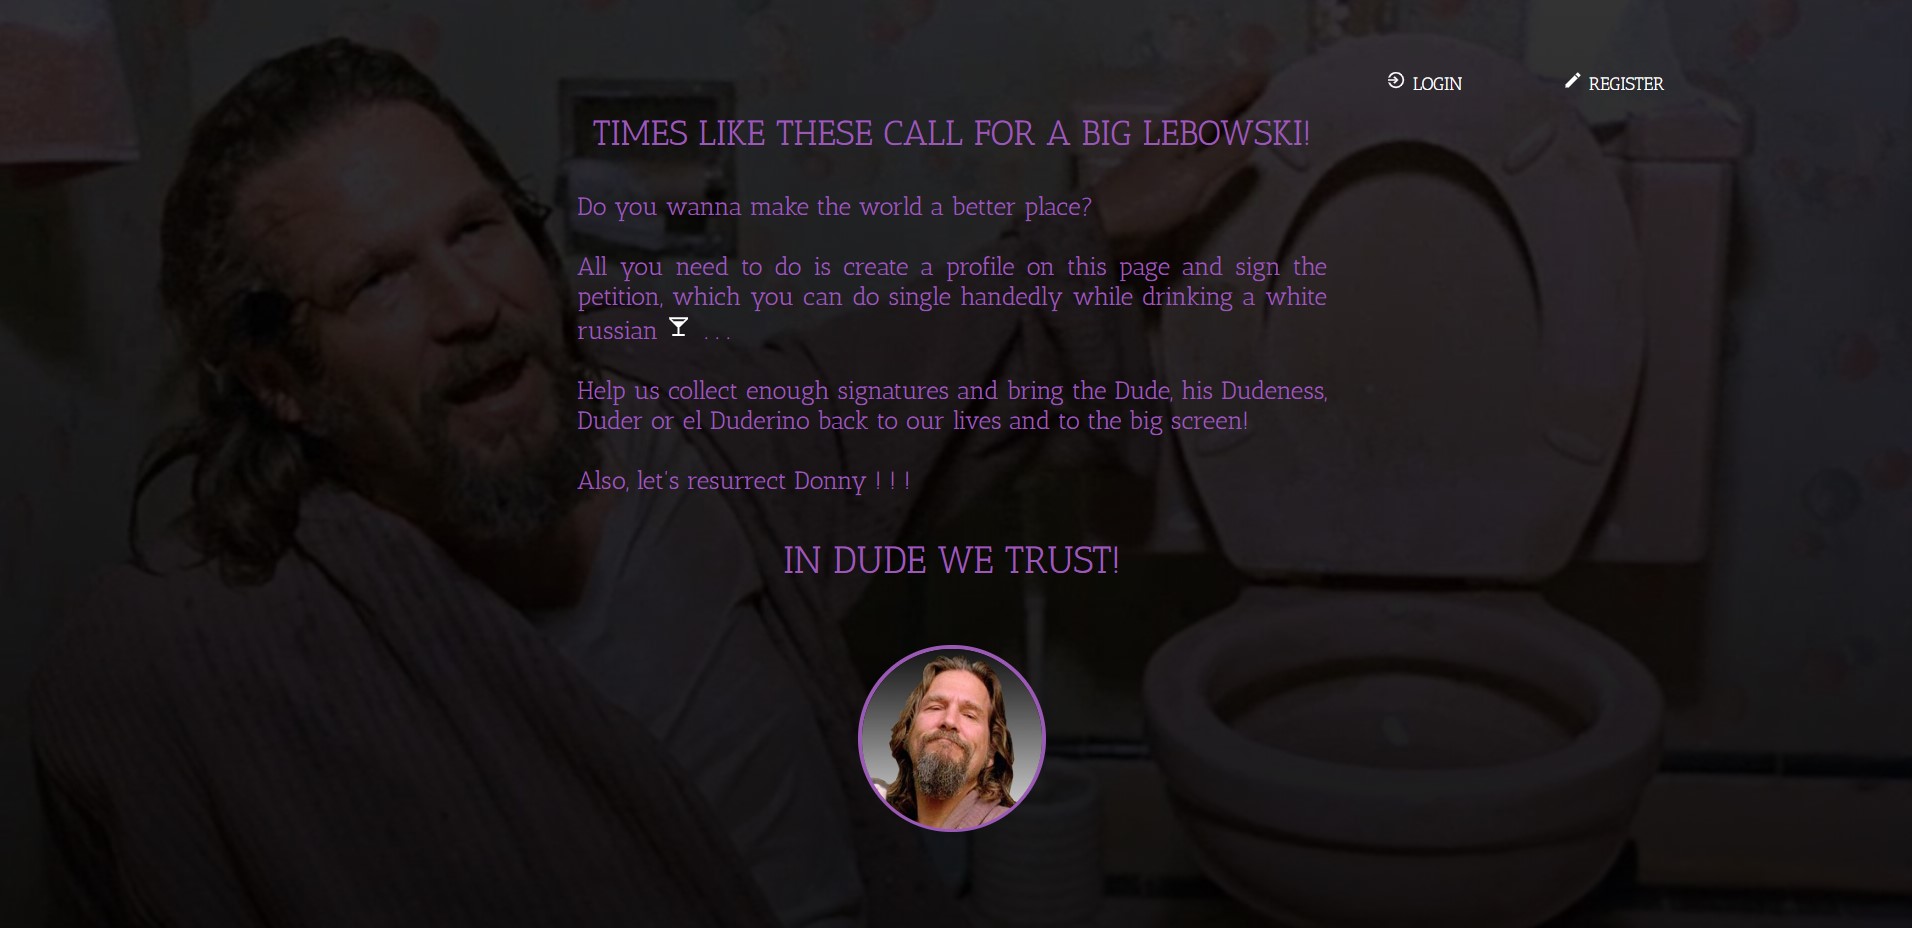 LOGIN
REGISTER
TIMES LIKE THESE CALL FOR A BIG LEBOWSKI!
Do you wanna make the world a better place?
All you need to do is create a profile on this page and sign the
petition, which you can do single handedly while drinking a white
russian ...
Help us collect enough signatures and bring the Dude, his Dudeness,
Duder or el Duderino back to our lives and to the big screen!
Also, let's resurrect Donny ! ! !
IN DUDE WE TRUST!